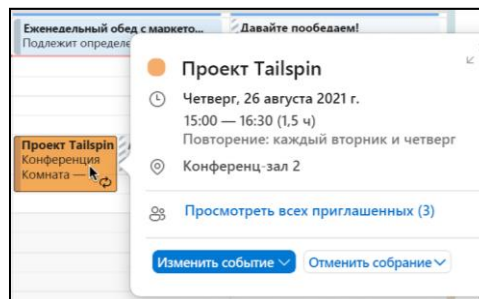 Еженедельный обед с маркето...
Давайте пообедаем!
Подлежит определе
Проект Tailspin
Четверг, 26 августа 2021 г.
15:00 — 16:30 (1,5 ч)
Повторение: каждый вторник и четверг
Проект Tailspin
Конференция
Комната —
Конференц-зал 2
Просмотреть всех приглашенных (3)
Изменить событие
Отменить собрание